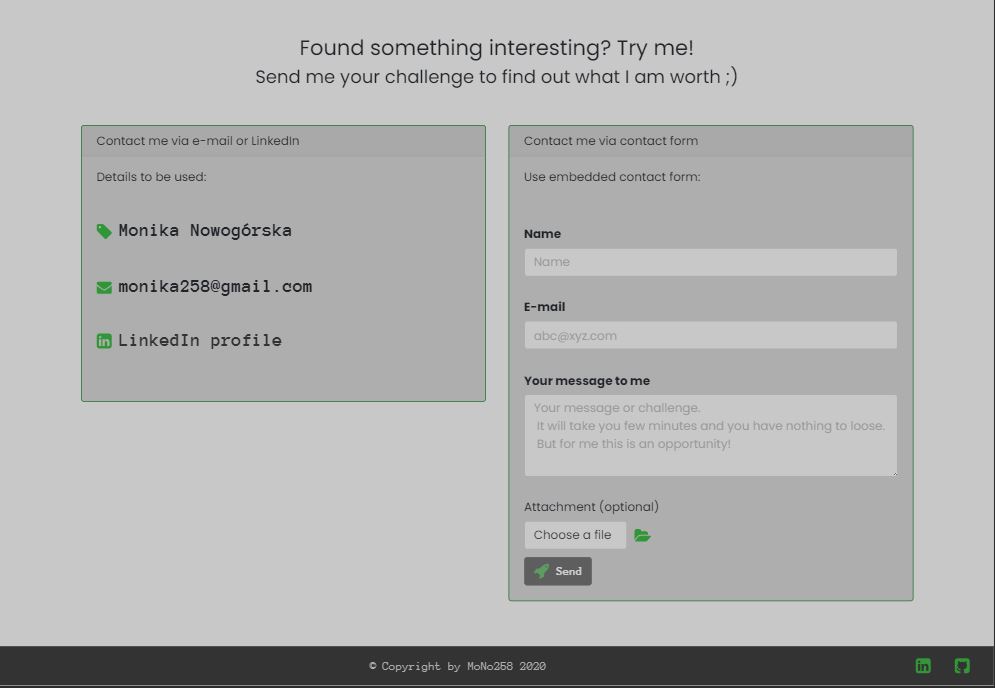 Found something interesting? Try me!
Send me your challenge to find out what I am worth ;)
Contact me via e-mail or LinkedIn
Details to be used:
Monika Nowogórska
monika258@gmail.com
LinkedIn profile
Contact me via contact form
Use embedded contact form:
Name
Name
E-mail
abc@xyz.com
Your message to me
Your message or challenge.
It will take you few minutes and you have nothing to loose.
But for me this is an opportunity!
Attachment (optional)
Choose a file
Send
© Copyright by MoNo258 2020